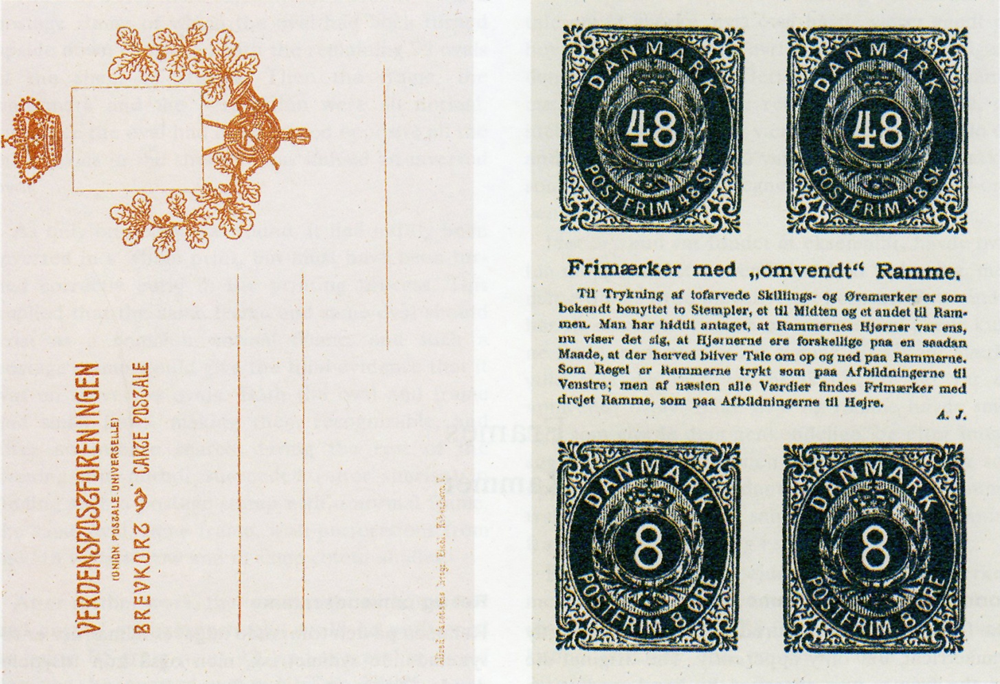 VERDENSPOSTFORENINGEN
(UNION POSTALE UNIVERSELLE)
BREVKORT CARTE POSTALE
DANMARK
48
POSTFRIM. 48 SK.
DANMARK
48
POSTFRIM. 48 SK.
Frimærker med „omvendt“ Ramme.
Til Trykning af tofarvede Skillings- og Øremærker er som
bekendt benyttet to Stempler, et til Midten og et andet til Ram-
men. Man har hidtil antaget, at Rammernes Hjørner var ens,
nu viser det sig, at Hjørnerne ere forskellige paa en saadan
Maade, at der herved bliver Tale om op og ned paa Rammerne.
Som Regel er Rammerne trykt som paa Afbildningerne til
Venstre; men af næsten alle Værdier findes Frimærker med
drejet Ramme, som paa Afbildningerne til Højre.
A. J.
DANMARK
8
POSTFRIM. 8 ØRE
DANMARK
8
POSTFRIM. 8 ØRE